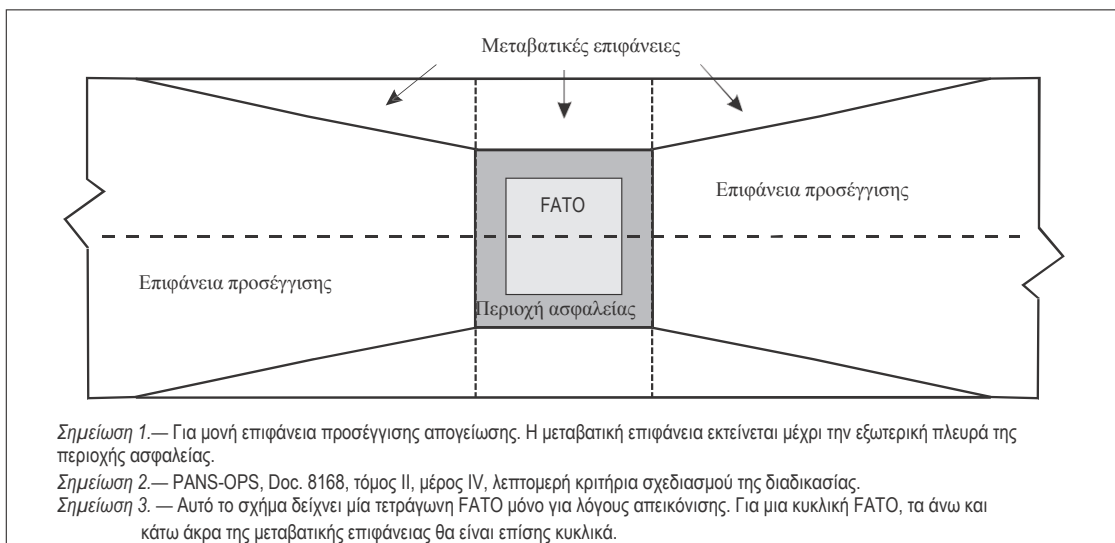 Μεταβατικές επιφάνειες
Επιφάνεια προσέγγισης
FATO
Επιφάνεια προσέγγισης
Περιοχή ασφαλείας
Σημείωση 1.— Για μονή επιφάνεια προσέγγισης απογείωσης. Η μεταβατική επιφάνεια εκτείνεται μέχρι την εξωτερική πλευρά της
περιοχής ασφαλείας.
Σημείωση 2.— PANS-OPS, Doc. 8168, τόμος II, μέρος IV, λεπτομερή κριτήρια σχεδιασμού της διαδικασίας.
Σημείωση 3. — Αυτό το σχήμα δείχνει μία τετράγωνη FATO μόνο για λόγους απεικόνισης. Για μια κυκλική FATO, τα άνω και
κάτω άκρα της μεταβατικής επιφάνειας θα είναι επίσης κυκλικά.